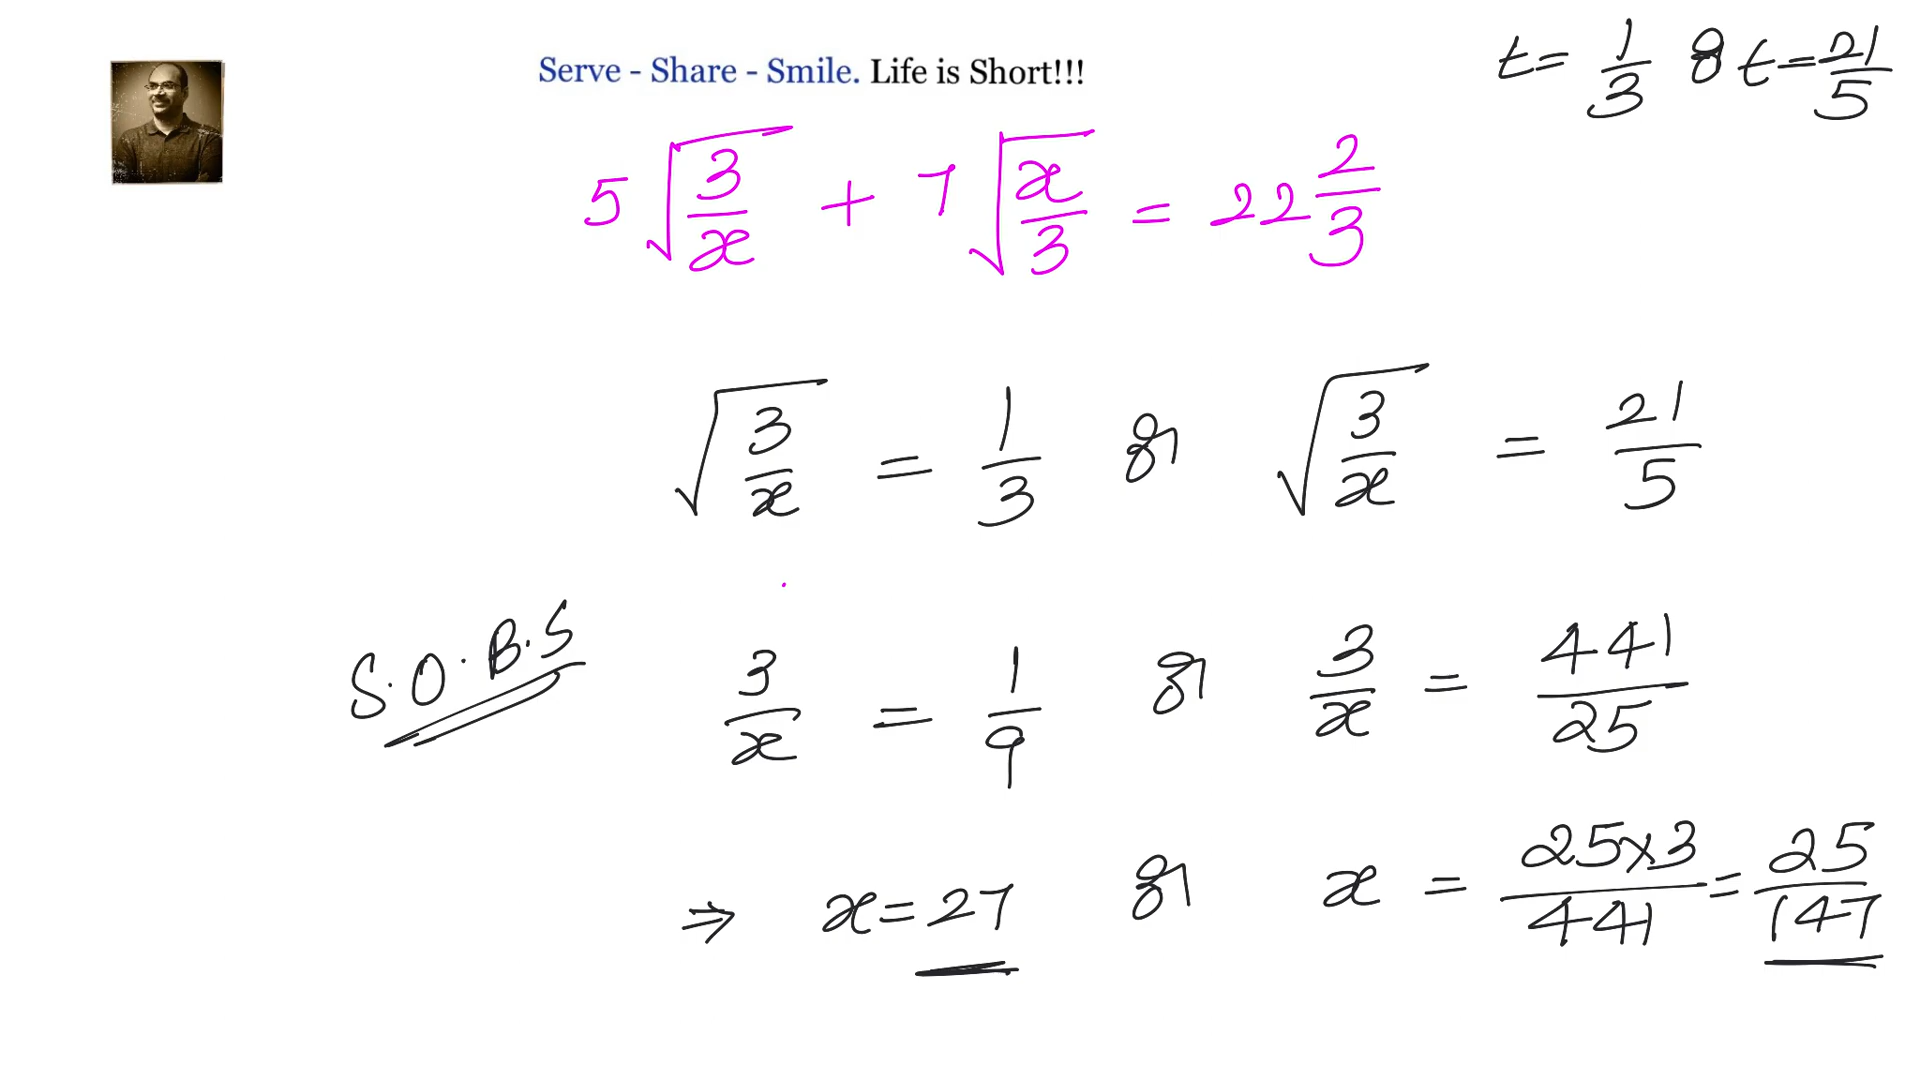 Serve - Share - Smile. Life is Short!!!
t = 1/3 & t = 21/5
5√(3/x) + 7√(x/3) = 22 2/3
√(3/x) = 1/3 or √(3/x) = 21/5
S.O.B.S 3/x = 1/9 or 3/x = 441/25
⇒ x = 27 or x = 25×3/441 = 25/147